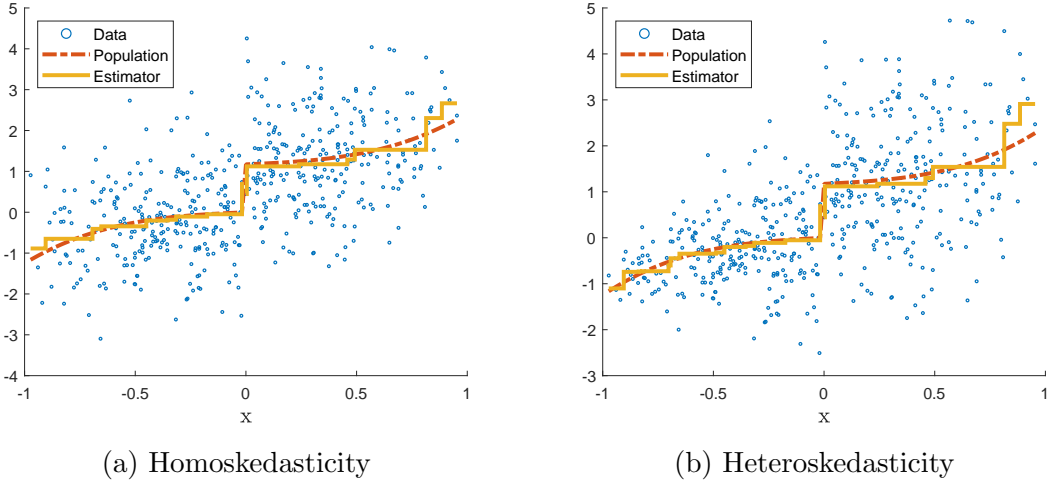 5
4
3
2
1
0
-1
-2
-3
-4
-1
-0.5
0
0.5
1
x
Data
Population
Estimator
(a) Homoskedasticity
5
4
3
2
1
0
-1
-2
-3
-1
-0.5
0
0.5
1
x
Data
Population
Estimator
(b) Heteroskedasticity